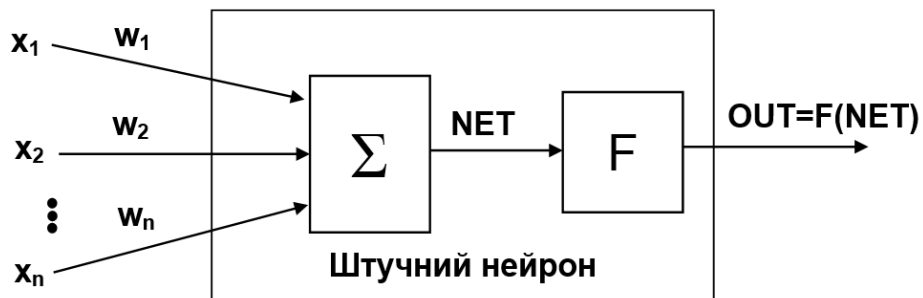 x₁ w₁
w₂ NET OUT=F(NET)
x₂ Σ F
wₙ
xₙ Штучний нейрон